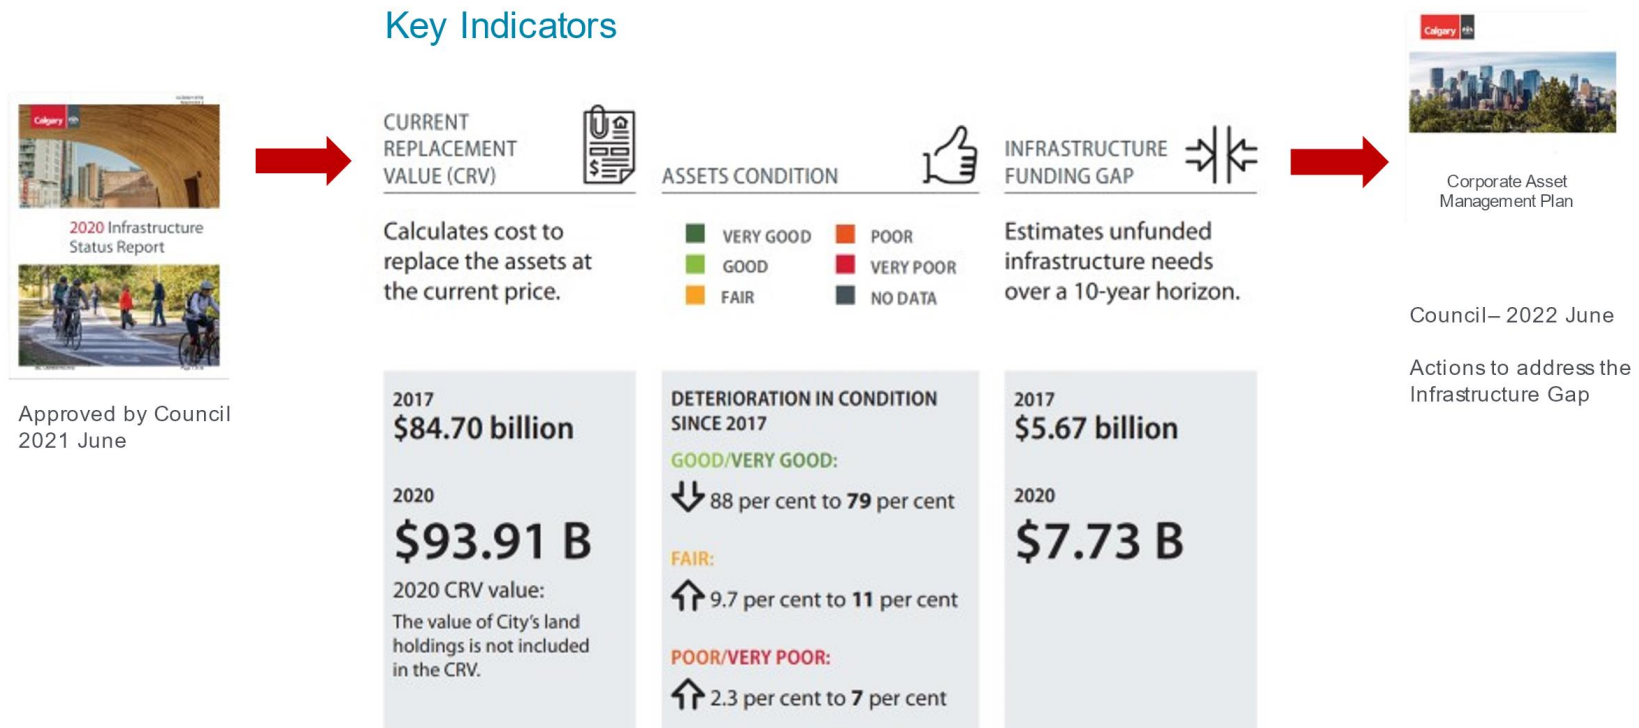 Key Indicators
Calgary
2020 Infrastructure
Status Report
Approved by Council
2021 June
CURRENT
REPLACEMENT
VALUE (CRV)
$
Calculates cost to
replace the assets at
the current price.
2017
$84.70 billion
2020
$93.91 B
2020 CRV value:
The value of City's land
holdings is not included
in the CRV.
ASSETS CONDITION
VERY GOOD
GOOD
FAIR
POOR
VERY POOR
NO DATA
DETERIORATION IN CONDITION
SINCE 2017
GOOD/VERY GOOD:
88 per cent to 79 per cent
FAIR:
9.7 per cent to 11 per cent
POOR/VERY POOR:
2.3 per cent to 7 per cent
INFRASTRUCTURE
FUNDING GAP
Estimates unfunded
infrastructure needs
over a 10-year horizon.
2017
$5.67 billion
2020
$7.73 B
Calgary
Corporate Asset
Management Plan
Council– 2022 June
Actions to address the
Infrastructure Gap